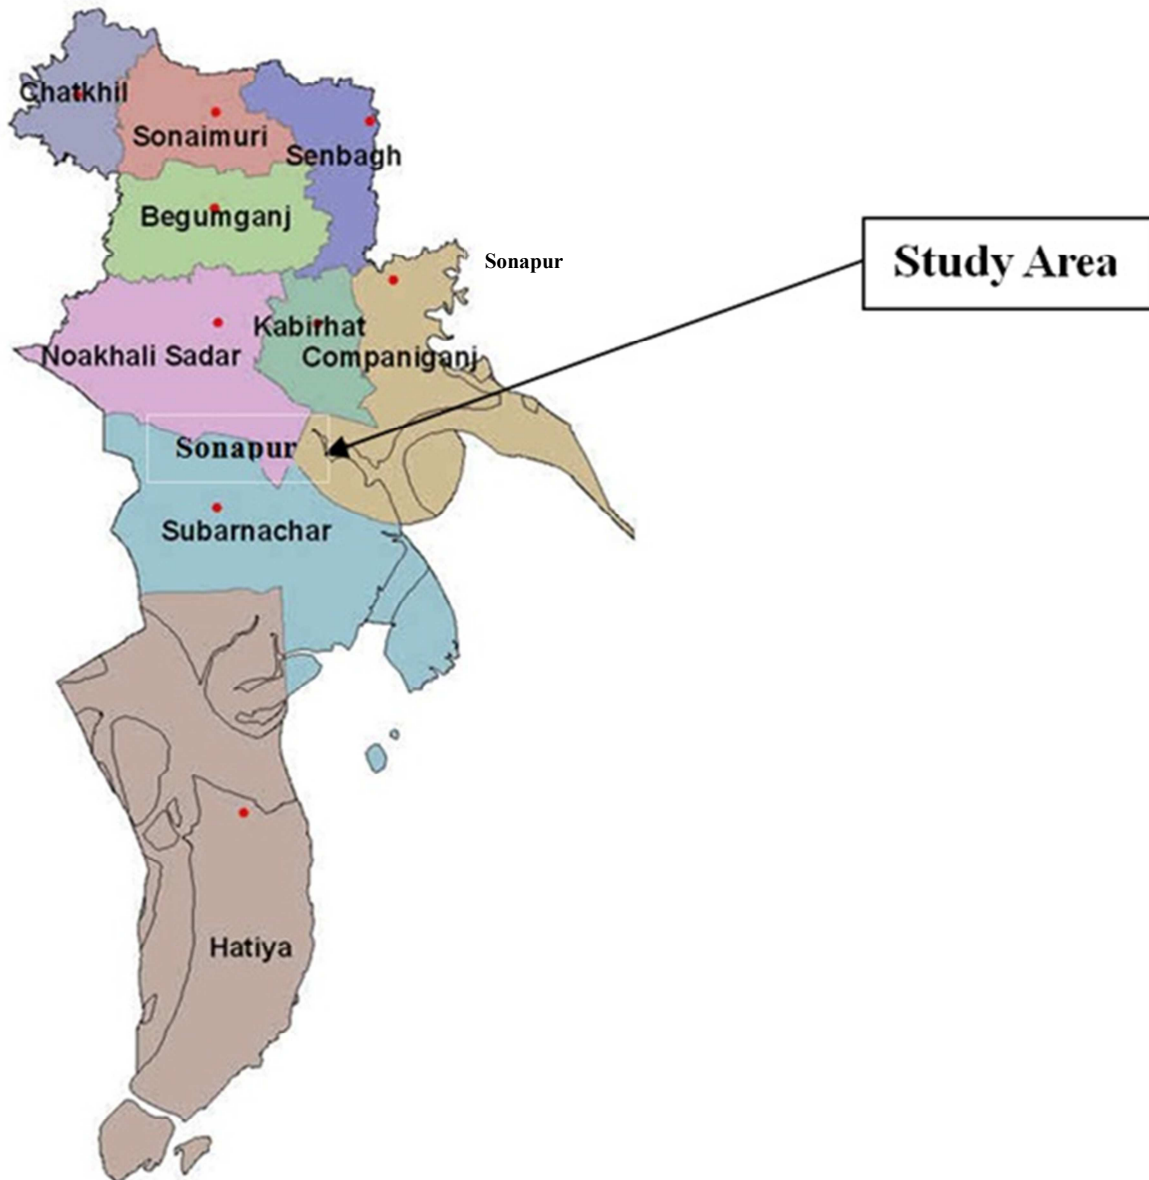 Chatkhil
Sonaimuri
Senbagh
Begumganj
Sonapur
Study Area
Kabirhat
Noakhali Sadar
Companiganj
Sonapur
Subarnachar
Hatiya